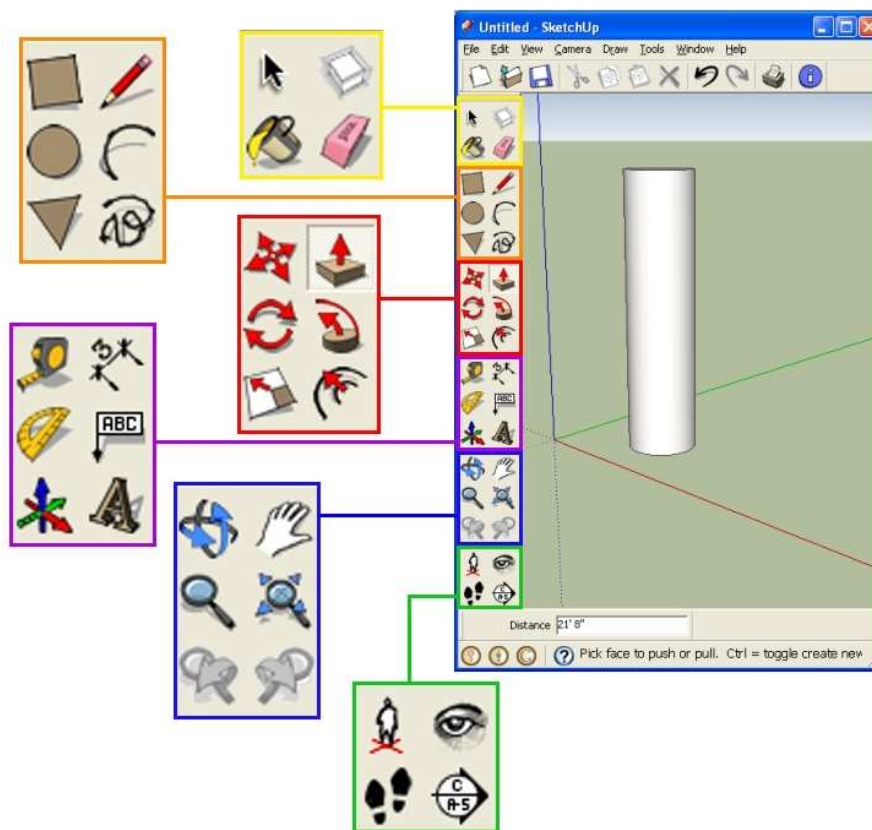 Untitled - SketchUp
File Edit View Camera Draw Tools Window Help
ABC
ABC
C
A-5
Distance 21' 8"
Pick face to push or pull. Ctrl = toggle create new